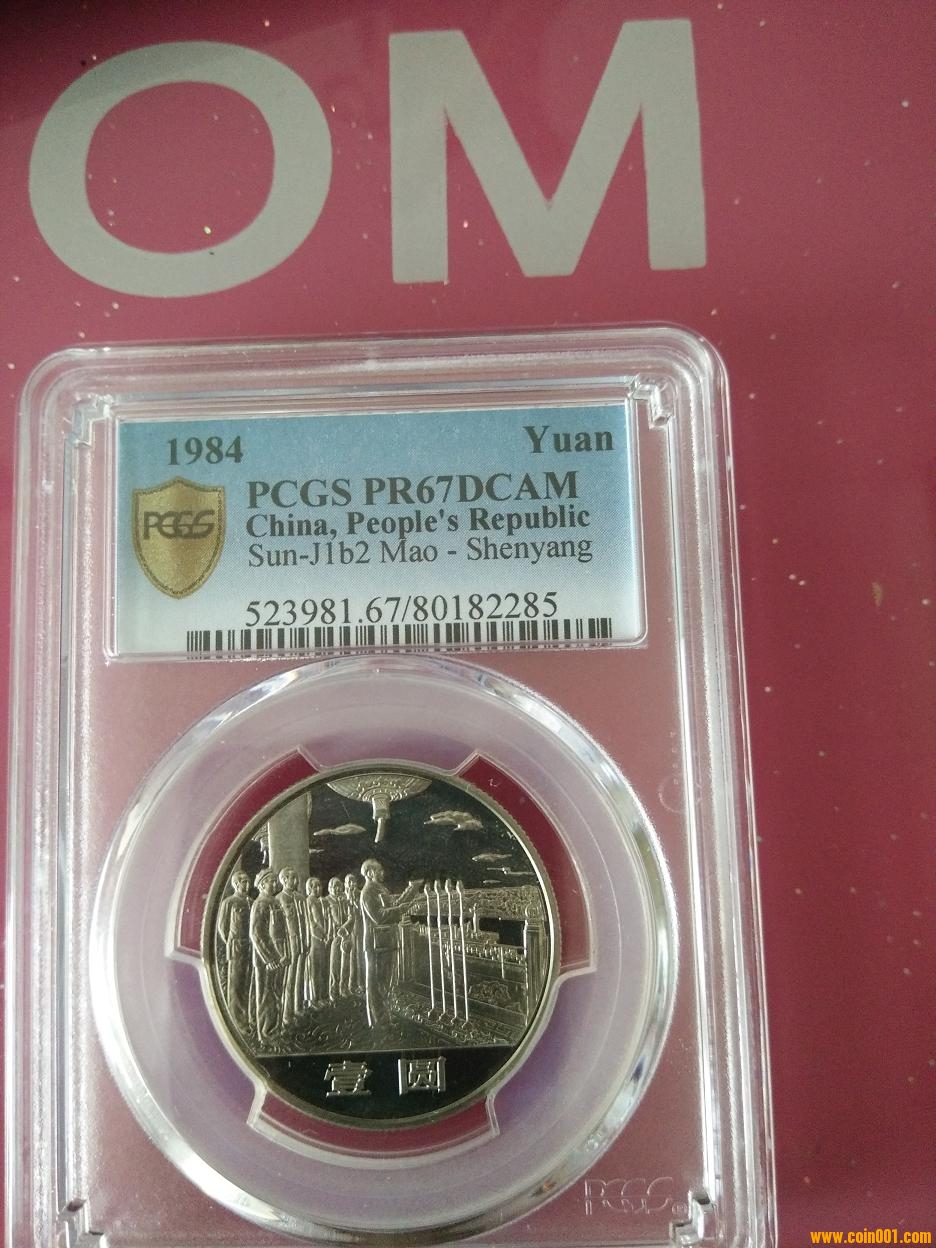 OM
1984 Yuan
PCGS PCGS PR67DCAM
China, People's Republic
Sun-J1b2 Mao - Shenyang
523981.67/80182285
壹圆
PCGS
www.coin001.com